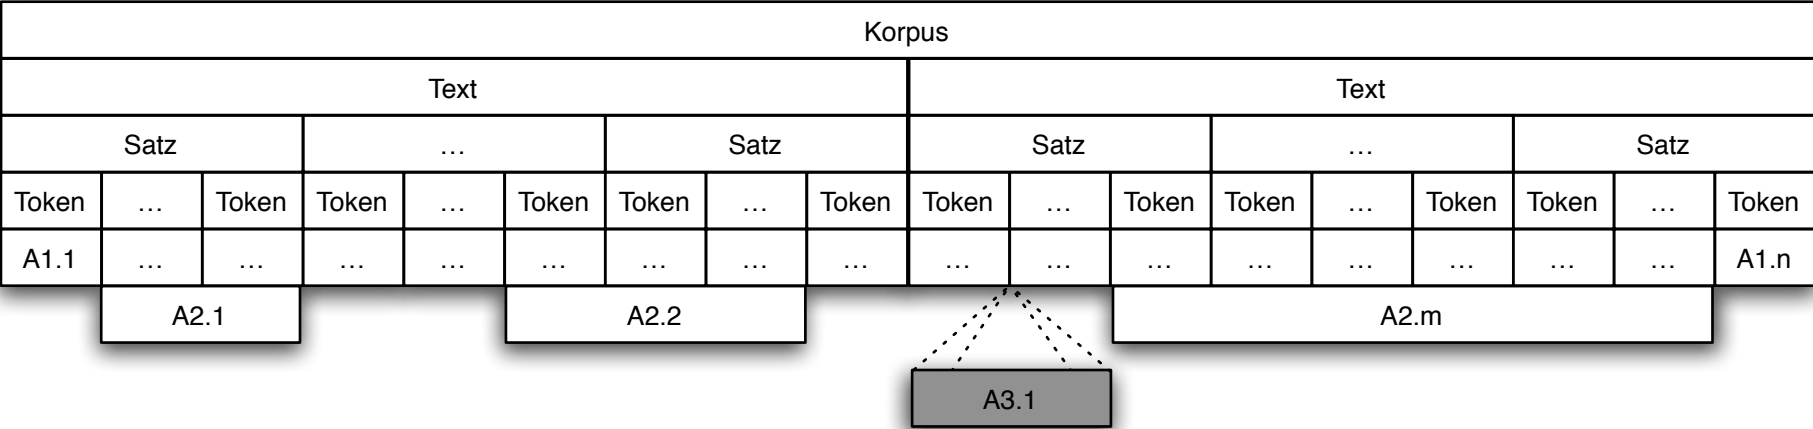 Korpus
Text Text
Satz … Satz Satz … Satz
Token … Token Token … Token Token … Token Token … Token Token … Token Token … Token
A1.1 … … … … … … … … … … … … … … … … A1.n
A2.1 A2.2 A2.m
A3.1